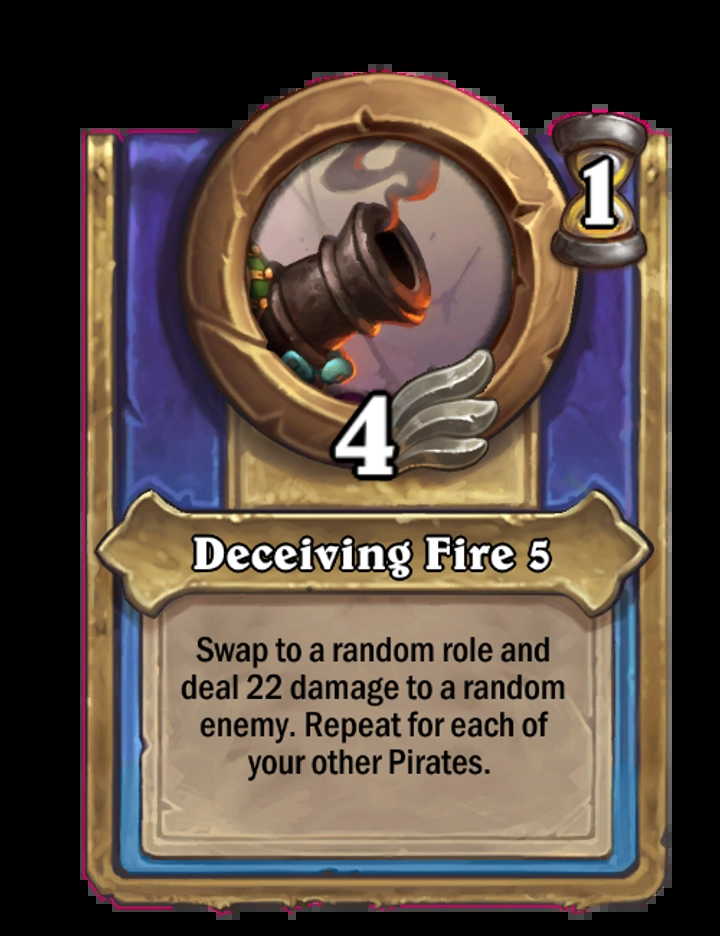 1
4
Deceiving Fire 5
Swap to a random role and
deal 22 damage to a random
enemy. Repeat for each of
your other Pirates.